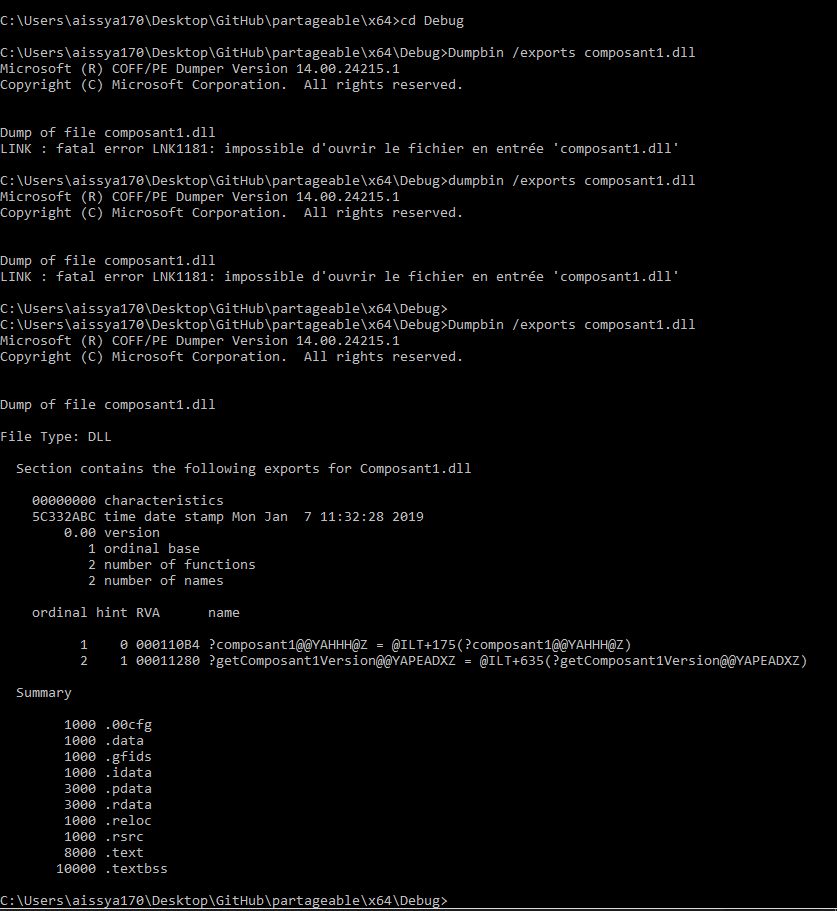 C:\Users\aissya170\Desktop\GitHub\partageable\x64>cd Debug
C:\Users\aissya170\Desktop\GitHub\partageable\x64\Debug>Dumpbin /exports composant1.dll
Microsoft (R) COFF/PE Dumper Version 14.00.24215.1
Copyright (C) Microsoft Corporation.  All rights reserved.
Dump of file composant1.dll
LINK : fatal error LNK1181: impossible d'ouvrir le fichier en entrée 'composant1.dll'
C:\Users\aissya170\Desktop\GitHub\partageable\x64\Debug>dumpbin /exports composant1.dll
Microsoft (R) COFF/PE Dumper Version 14.00.24215.1
Copyright (C) Microsoft Corporation.  All rights reserved.
Dump of file composant1.dll
LINK : fatal error LNK1181: impossible d'ouvrir le fichier en entrée 'composant1.dll'
C:\Users\aissya170\Desktop\GitHub\partageable\x64\Debug>
C:\Users\aissya170\Desktop\GitHub\partageable\x64\Debug>Dumpbin /exports composant1.dll
Microsoft (R) COFF/PE Dumper Version 14.00.24215.1
Copyright (C) Microsoft Corporation.  All rights reserved.
Dump of file composant1.dll
File Type: DLL
Section contains the following exports for Composant1.dll
00000000 characteristics
5C332ABC time date stamp Mon Jan  7 11:32:28 2019
0.00 version
1 ordinal base
2 number of functions
2 number of names
ordinal hint RVA      name
1    0 000110B4 ?composant1@@YAHHH@Z = @ILT+175(?composant1@@YAHHH@Z)
2    1 00011280 ?getComposant1Version@@YAPEADXZ = @ILT+635(?getComposant1Version@@YAPEADXZ)
Summary
1000 .00cfg
1000 .data
1000 .gfids
1000 .idata
3000 .pdata
3000 .rdata
1000 .reloc
1000 .rsrc
8000 .text
10000 .textbss
C:\Users\aissya170\Desktop\GitHub\partageable\x64\Debug>